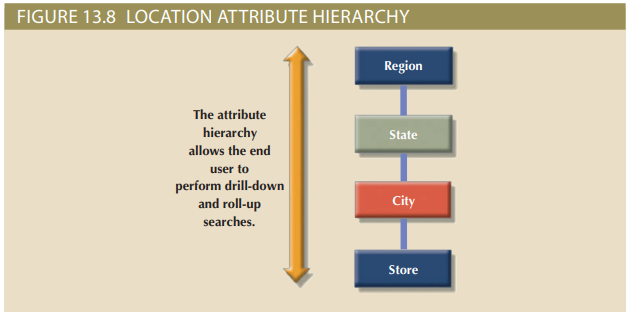 FIGURE 13.8 LOCATION ATTRIBUTE HIERARCHY
The attribute
hierarchy
allows the end
user to
perform drill-down
and roll-up
searches.
Region
State
City
Store